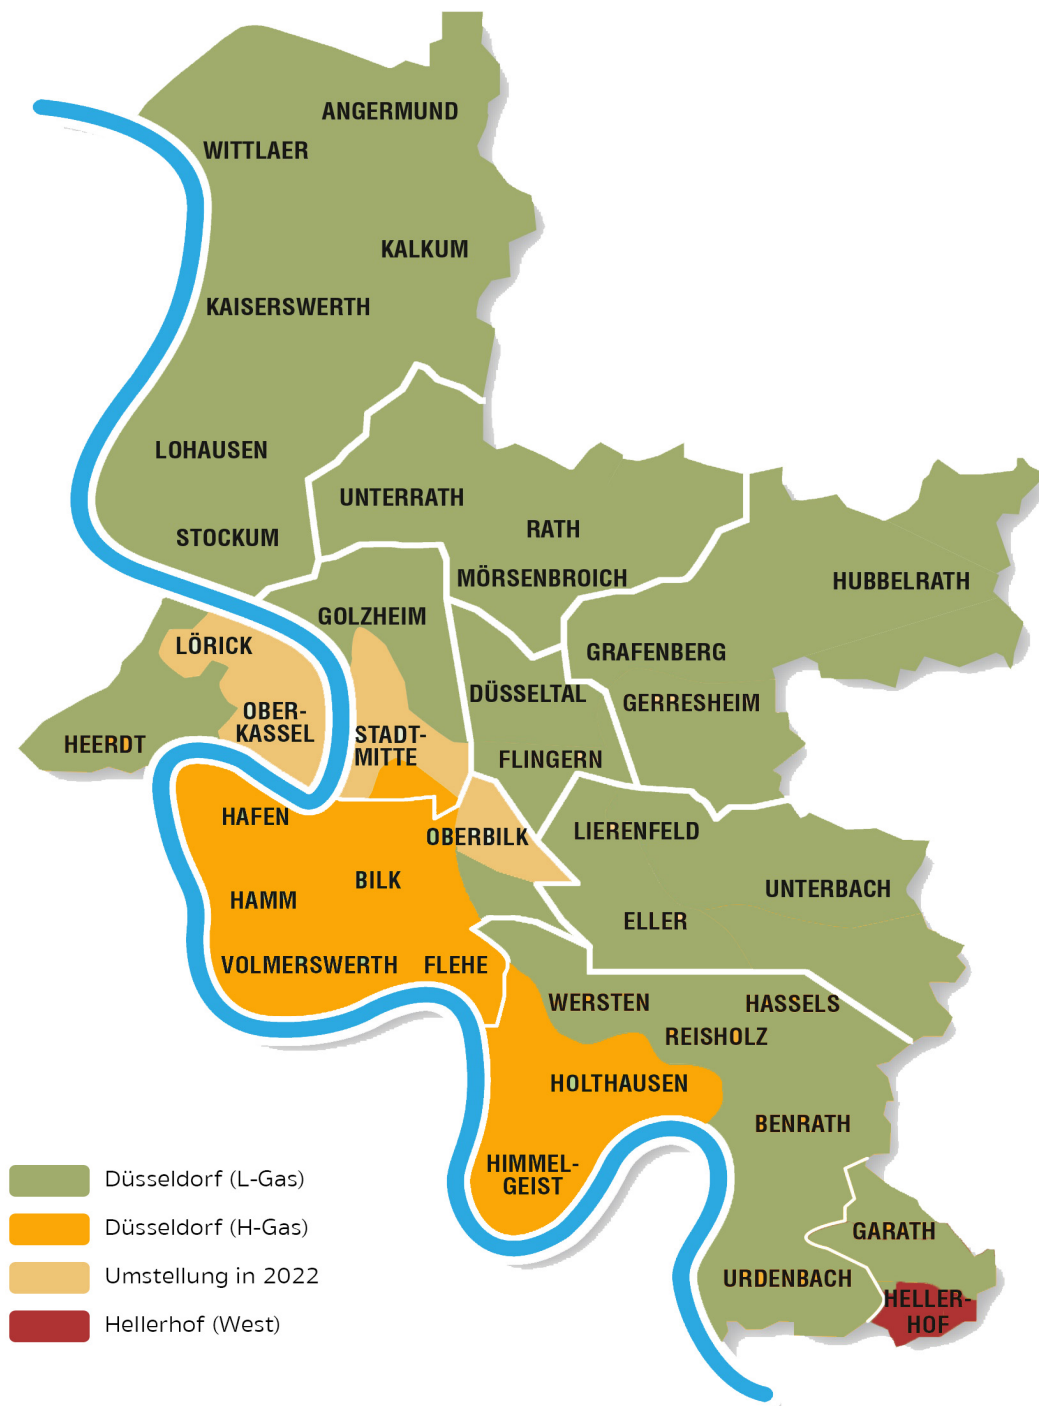 ANGERMUND
WITTLAER
KALKUM
KAISERSWERTH
LOHAUSEN
UNTERRATH
RATH
STOCKUM
MÖRSENBROICH
HUBBELRATH
GOLZHEIM
LÖRICK
GRAFENBERG
DÜSSELTAL
GERRESHEIM
OBER-
KASSEL
STADT-
MITTE
HEERDT
FLINGERN
HAFEN
OBERBILK
LIERENFELD
BILK
UNTERBACH
HAMM
ELLER
VOLMERSWERTH
FLEHE
WERSTEN
HASSELS
REISHOLZ
HOLTHAUSEN
BENRATH
HIMMEL-
GEIST
GARATH
URDENBACH
HELLER-
HOF
Düsseldorf (L-Gas)
Düsseldorf (H-Gas)
Umstellung in 2022
Hellerhof (West)